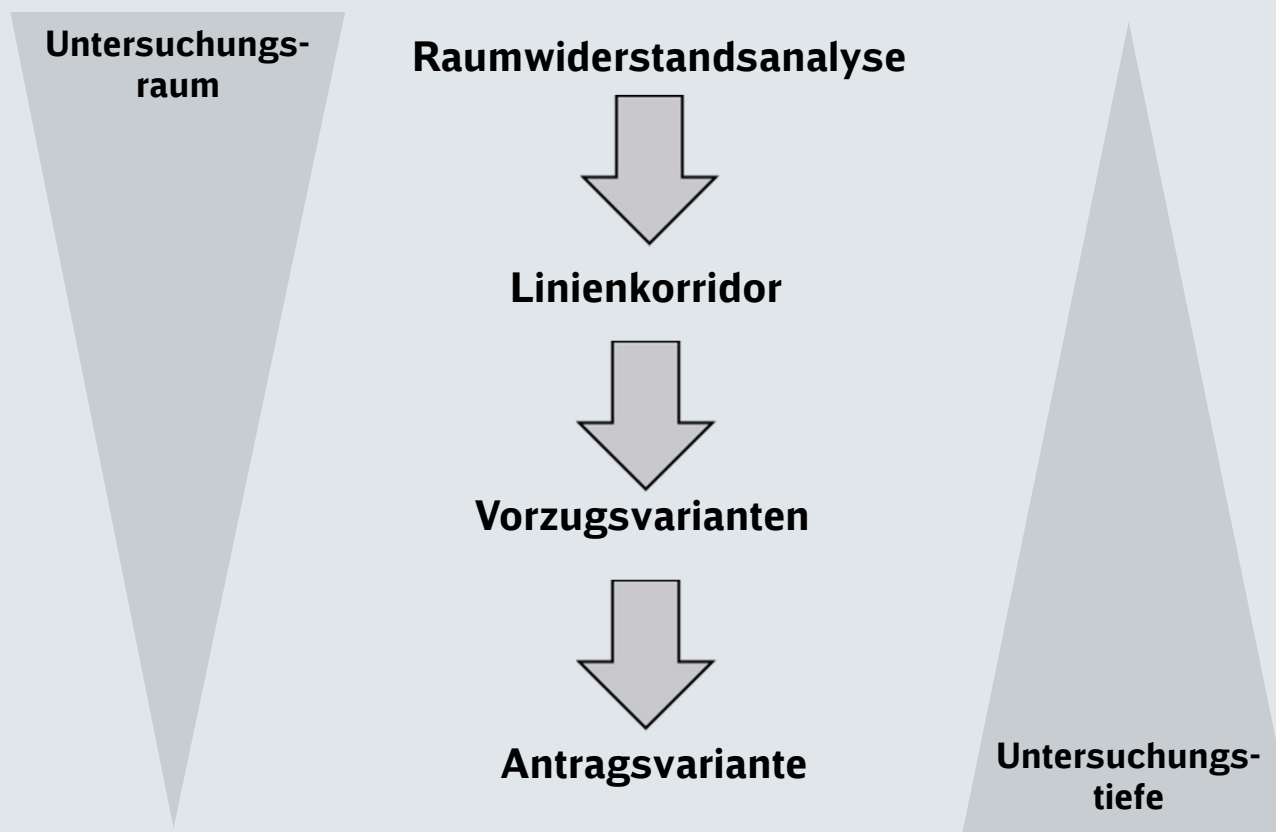 Untersuchungs-
raum
Raumwiderstandsanalyse
Linienkorridor
Vorzugsvarianten
Antragsvariante
Untersuchungs-
tiefe